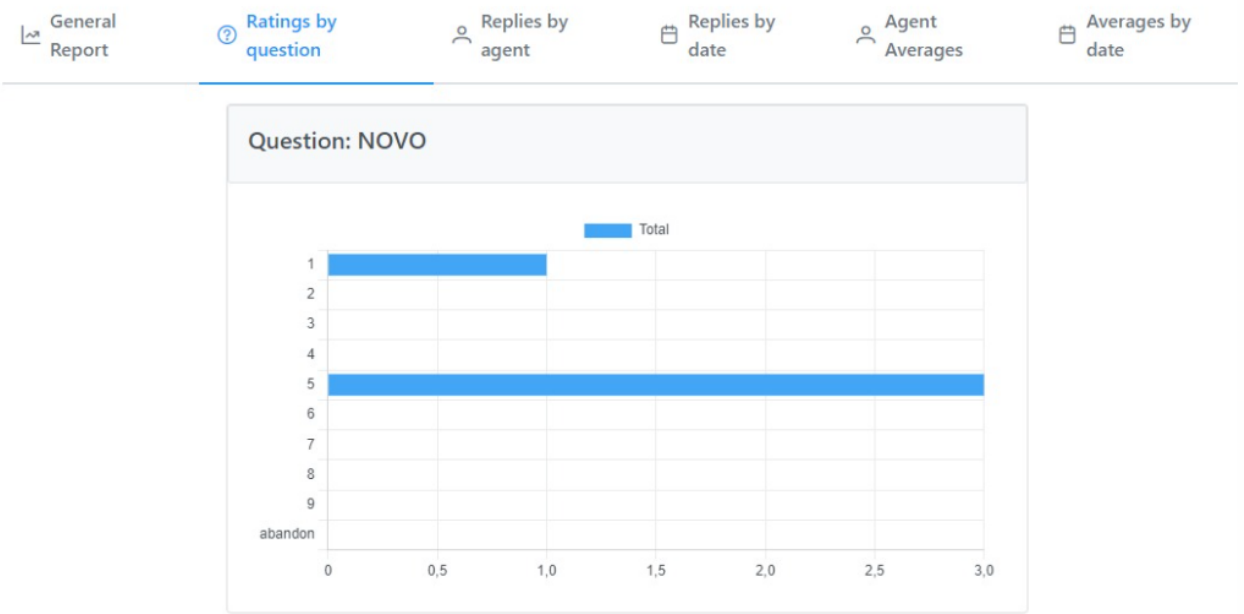 General Report
Ratings by question
Replies by agent
Replies by date
Agent Averages
Averages by date
Question: NOVO
Total
1
2
3
4
5
6
7
8
9
abandon
0 0,5 1,0 1,5 2,0 2,5 3,0